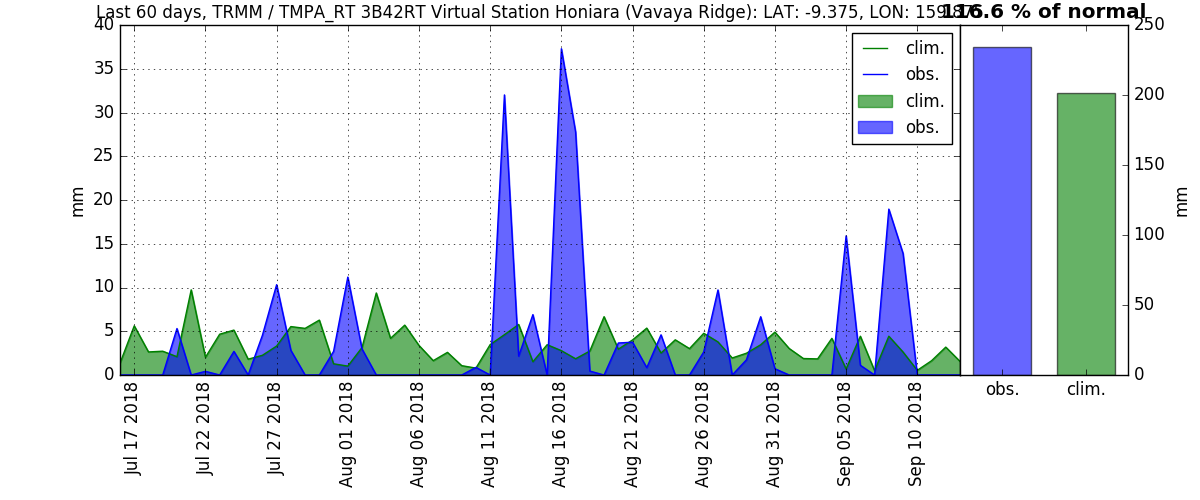 Last 60 days, TRMM / TMPA_RT 3B42RT Virtual Station Honiara (Vavaya Ridge): LAT: -9.375, LON:
116.6 % of normal
40
35
30
25
20
15
10
5
0
mm
clim.
obs.
clim.
obs.
250
200
150
100
50
0
mm
obs.
clim.
Jul 17 2018
Jul 22 2018
Jul 27 2018
Aug 01 2018
Aug 06 2018
Aug 11 2018
Aug 16 2018
Aug 21 2018
Aug 26 2018
Aug 31 2018
Sep 05 2018
Sep 10 2018